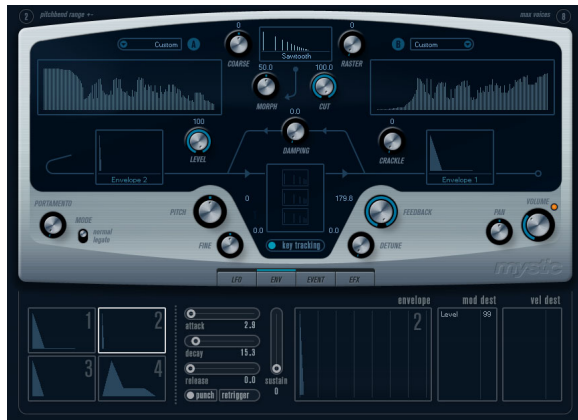 2 pitchbend range +-
max voices 8
0
0
Custom A
B Custom
COARSE
Sawtooth
RASTER
50.0
100.0
MORPH
CUT
0.0
100
0
DAMPING
LEVEL
CRACKLE
Envelope 2
Envelope 1
PORTAMENTO
PITCH
0
179.6
FEEDBACK
PAN
VOLUME
MODE
normal
legato
0.0
0.0
FINE
key tracking
DETUNE
mystic
LFO ENV EVENT EFX
envelope
mod dest
vel dest
1
2
attack
2.9
2
Level 99
decay
15.3
3
4
release
0.0
sustain
0
punch
retrigger